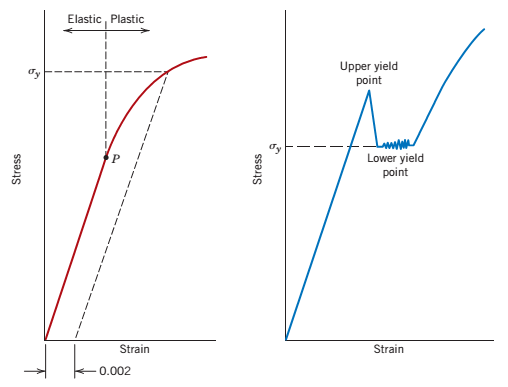 Elastic Plastic
σy
P
Stress
Strain
0.002
Upper yield
point
σy
Lower yield
point
Stress
Strain